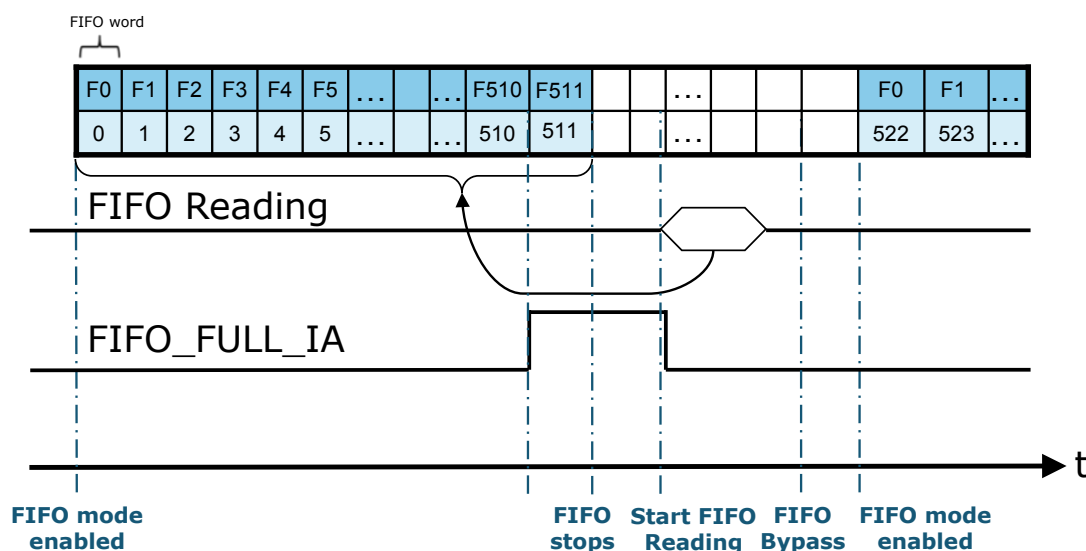 FIFO word
F0 F1 F2 F3 F4 F5 ... ... F510 F511 ... F0 F1 ...
0 1 2 3 4 5 ... ... 510 511 ... 522 523 ...
FIFO Reading
FIFO_FULL_IA
t
FIFO mode enabled
FIFO stops
Start FIFO Reading
FIFO Bypass
FIFO mode enabled